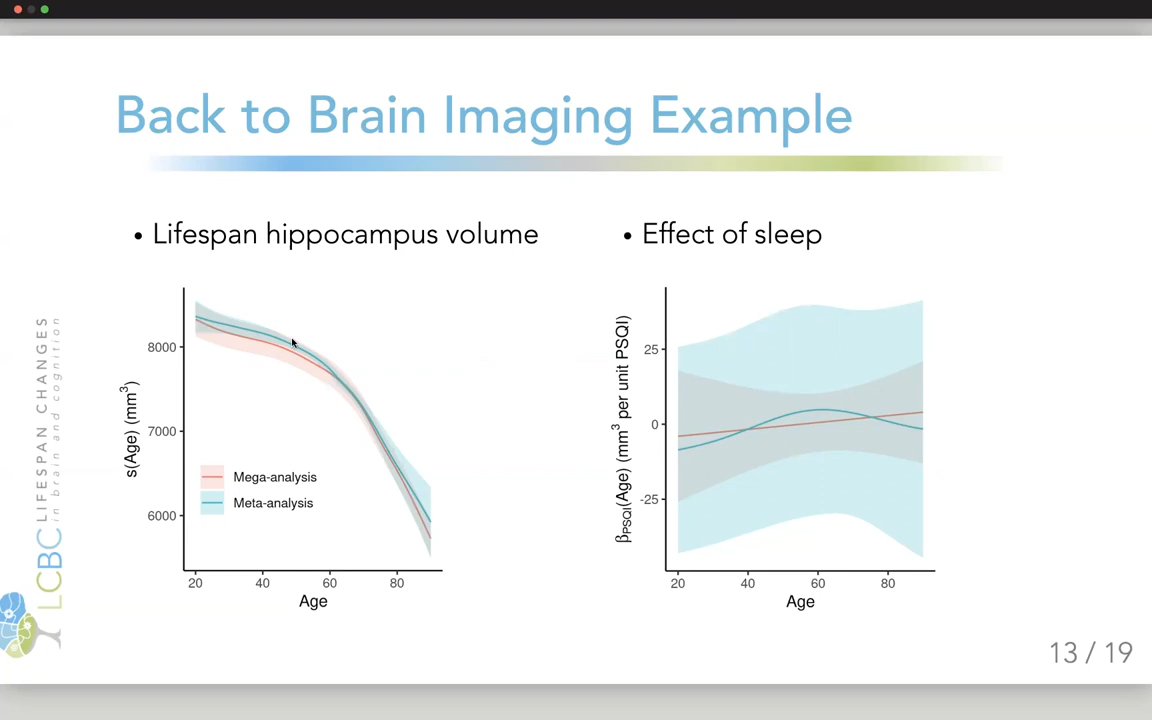 Back to Brain Imaging Example
• Lifespan hippocampus volume
8000
7000
6000
s(Age) (mm³)
Mega-analysis
Meta-analysis
20 40 60 80
Age
• Effect of sleep
25
0
-25
βPSQI(Age) (mm³ per unit PSQI)
20 40 60 80
Age
LCBC LIFESPAN CHANGES
in brain and cognition
13 / 19